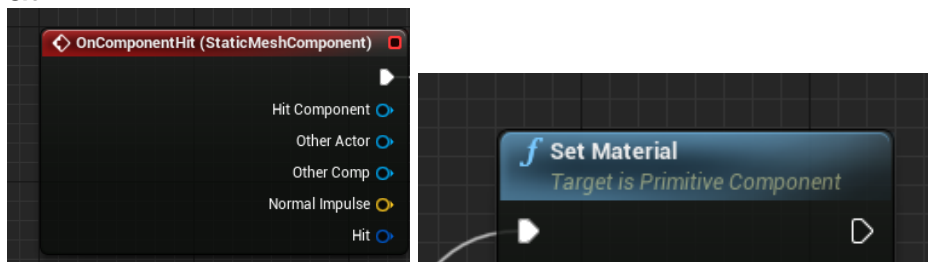 OnComponentHit (StaticMeshComponent)
Hit Component
Other Actor
Other Comp
Normal Impulse
Hit
f Set Material
Target is Primitive Component